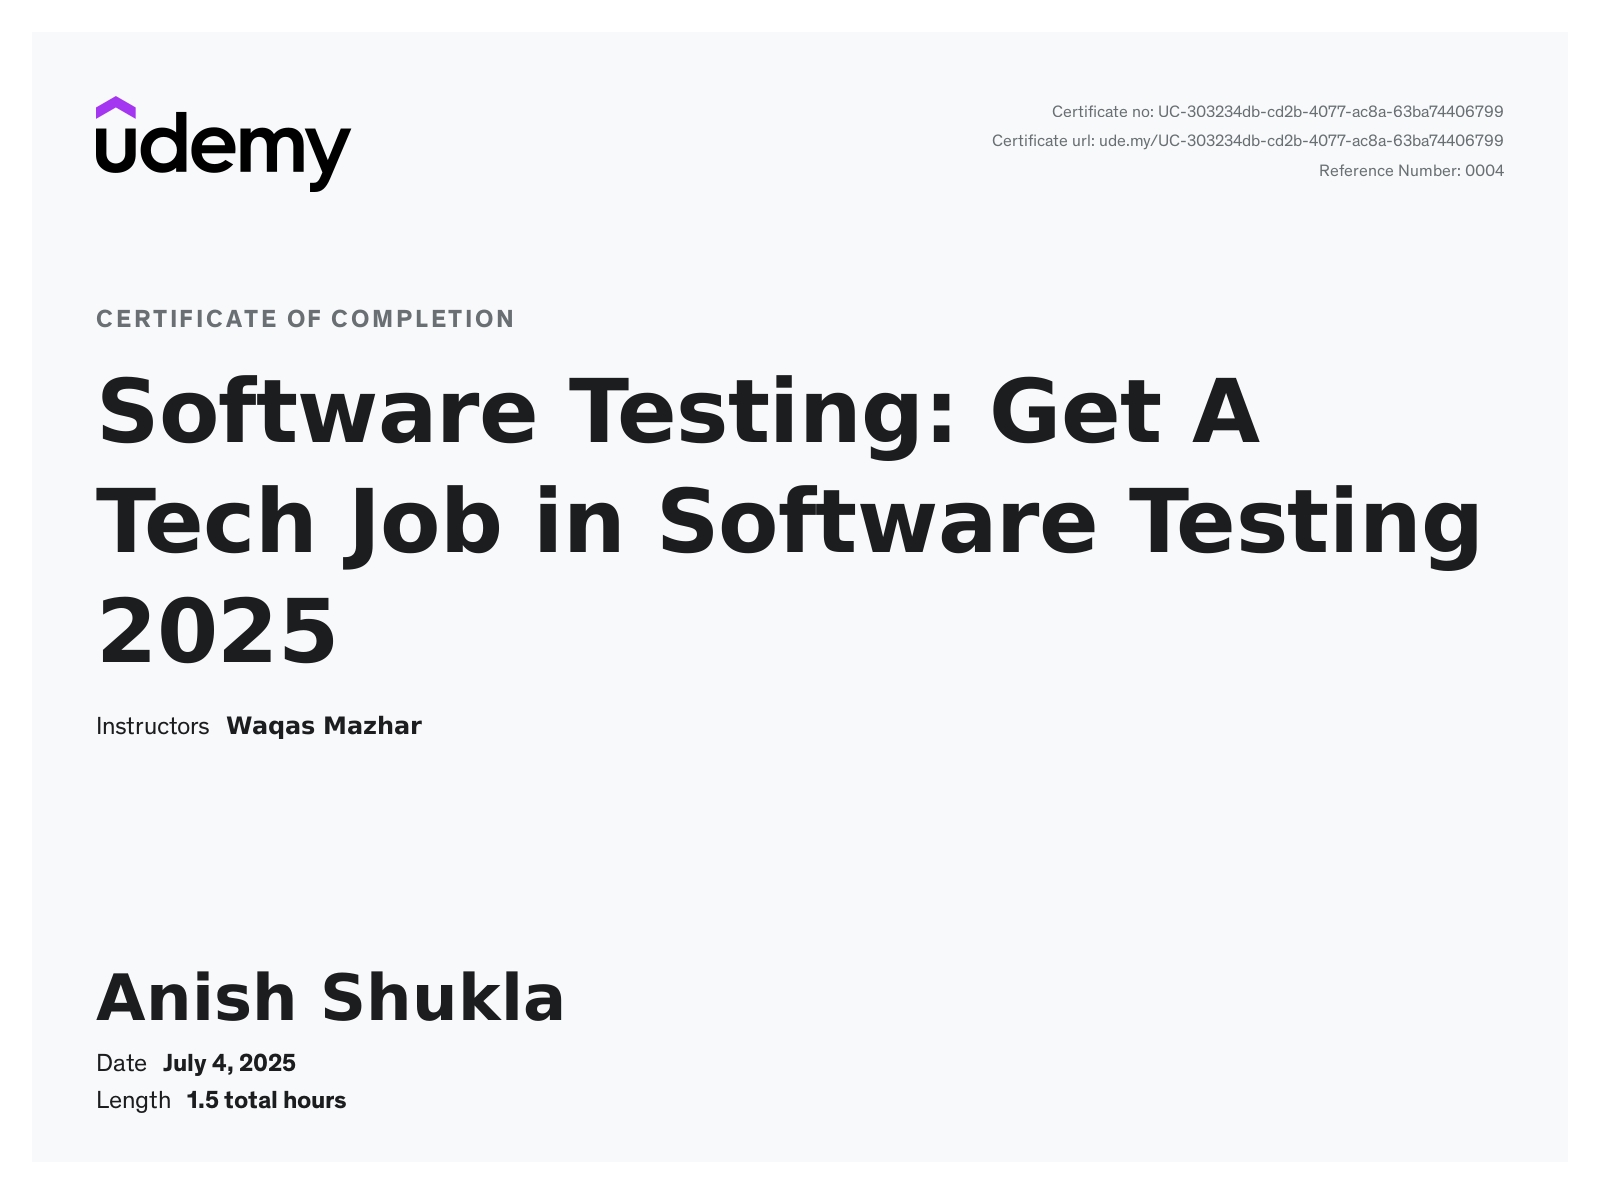 udemy
Certificate no: UC-303234db-cd2b-4077-ac8a-63ba74406799
Certificate url: ude.my/UC-303234db-cd2b-4077-ac8a-63ba74406799
Reference Number: 0004
CERTIFICATE OF COMPLETION
Software Testing: Get A
Tech Job in Software Testing
2025
Instructors Waqas Mazhar
Anish Shukla
Date July 4, 2025
Length 1.5 total hours